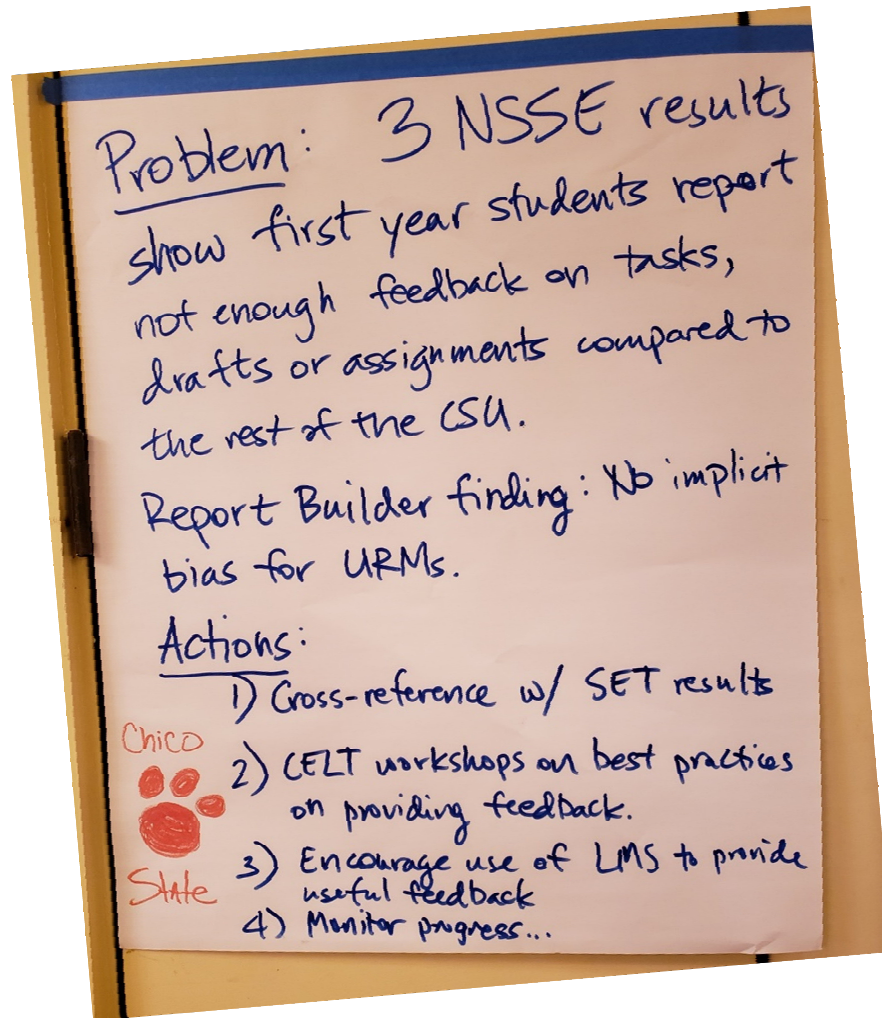 Problem: 3 NSSE results
show first year students report
not enough feedback on tasks,
drafts or assignments compared to
the rest of the CSU.
Report Builder finding: No implicit
bias for URMs.
Actions:
1) Cross-reference w/ SET results
2) CELT workshops on best practices
on providing feedback.
3) Encourage use of LMS to provide
useful feedback
4) Monitor progress...
Chico
State